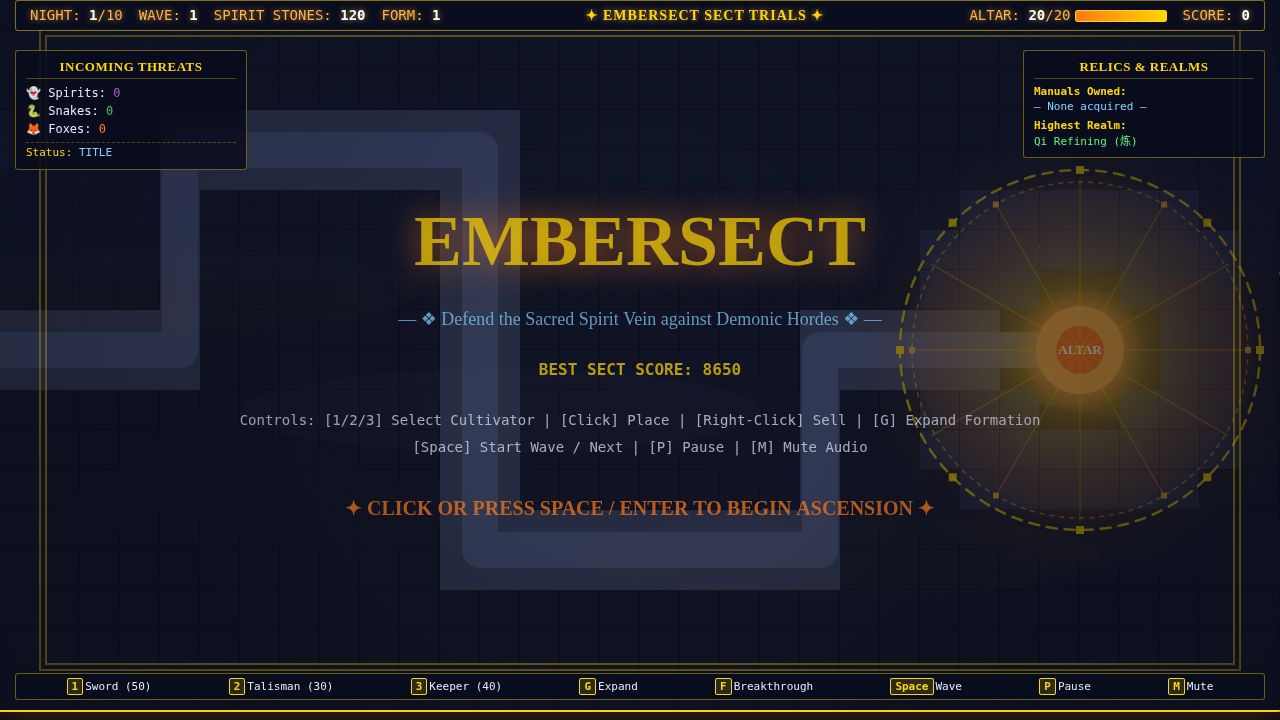 NIGHT: 1/10 WAVE: 1 SPIRIT STONES: 120 FORM: 1 ✦ EMBERSECT SECT TRIALS ✦ ALTAR: 20/20 SCORE: 0
INCOMING THREATS
👻 Spirits: 0
🐍 Snakes: 0
🦊 Foxes: 0
Status: TITLE
RELICS & REALMS
Manuals Owned:
— None acquired —
Highest Realm:
Qi Refining (炼)
EMBERSECT
— ❖ Defend the Sacred Spirit Vein against Demonic Hordes ❖ —
ALTAR
BEST SECT SCORE: 8650
Controls: [1/2/3] Select Cultivator | [Click] Place | [Right-Click] Sell | [G] Expand Formation
[Space] Start Wave / Next | [P] Pause | [M] Mute Audio
✦ CLICK OR PRESS SPACE / ENTER TO BEGIN ASCENSION ✦
1 Sword (50) 2 Talisman (30) 3 Keeper (40) G Expand F Breakthrough Space Wave P Pause M Mute